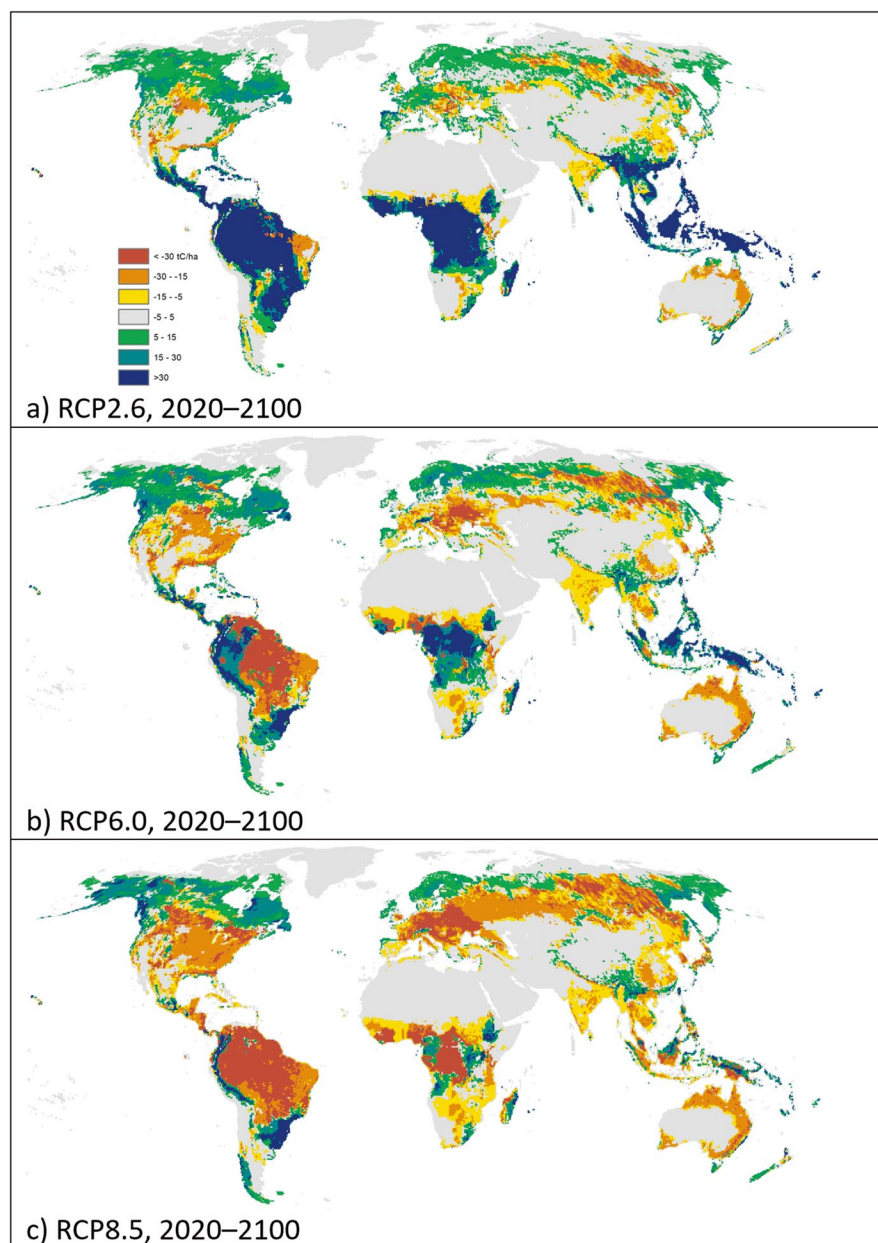 < -30 tC/ha
-30 - -15
-15 - -5
-5 - 5
5 - 15
15 - 30
>30
a) RCP2.6, 2020–2100
b) RCP6.0, 2020–2100
c) RCP8.5, 2020–2100